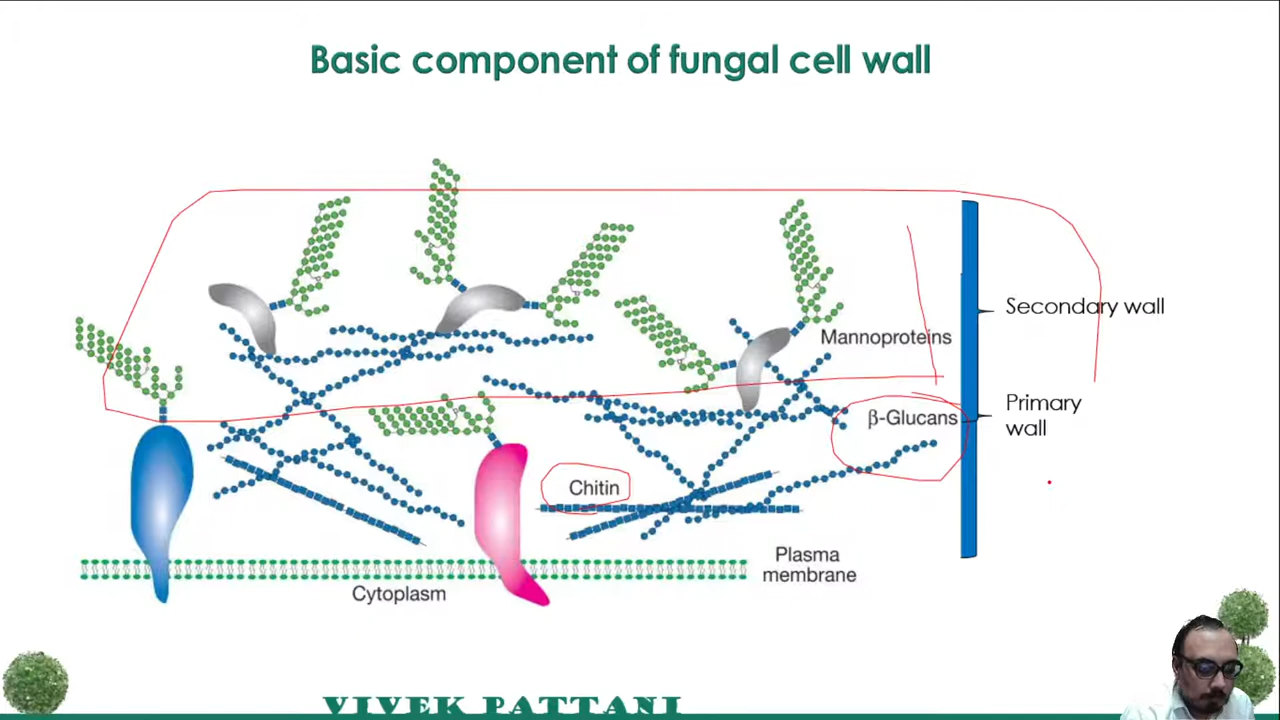 Basic component of fungal cell wall
Secondary wall
Mannoproteins
Primary
wall
β-Glucans
Chitin
Plasma
membrane
Cytoplasm
VIVEK PATTANI